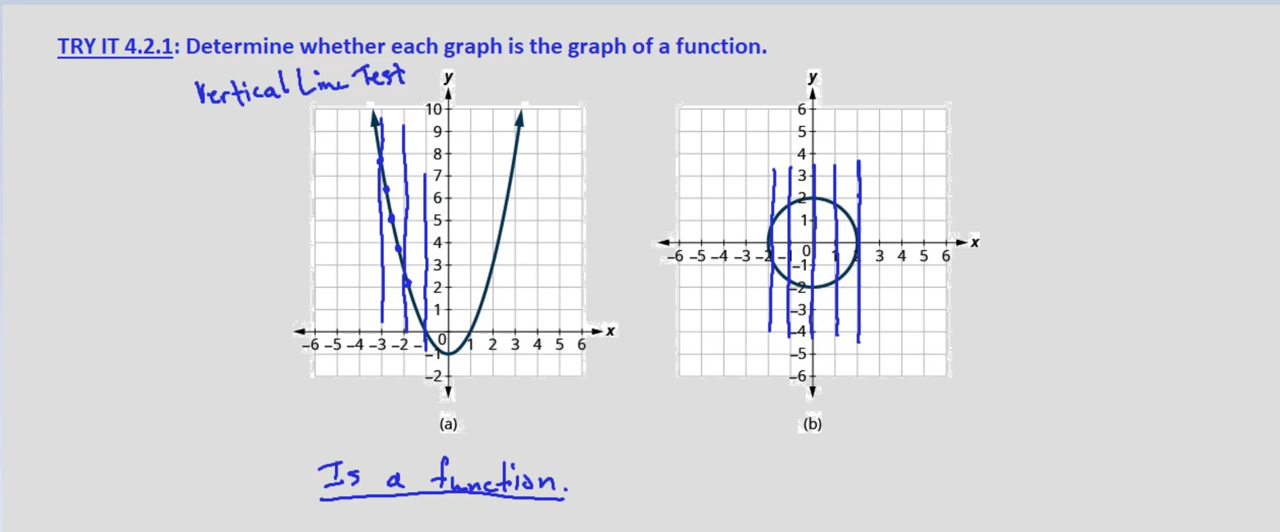 TRY IT 4.2.1: Determine whether each graph is the graph of a function.
Vertical Line Test
y
10
9
8
7
6
5
4
3
2
1
0
-1
-2
-6 -5 -4 -3 -2 - 1 2 3 4 5 6
x
(a)
y
6
5
4
3
2
1
0
-1
-2
-3
-4
-5
-6
-6 -5 -4 -3 -2 -1 1 3 4 5 6
x
(b)
Is a function.